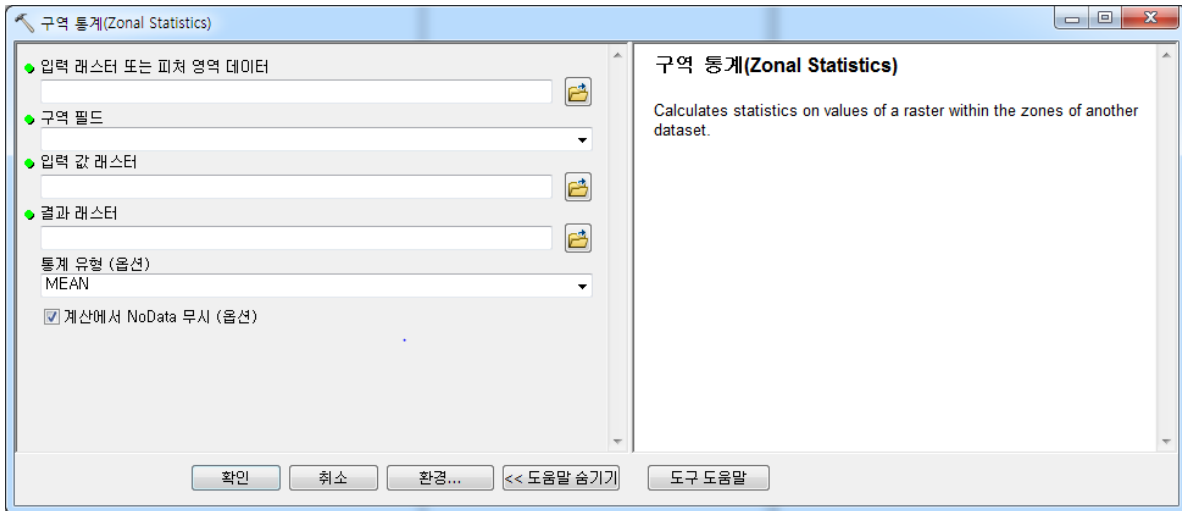 구역 통계(Zonal Statistics)
입력 래스터 또는 피처 영역 데이터
구역 필드
입력 값 래스터
결과 래스터
통계 유형 (옵션)
MEAN
계산에서 NoData 무시 (옵션)
구역 통계(Zonal Statistics)
Calculates statistics on values of a raster within the zones of another
dataset.
확인
취소
환경...
<< 도움말 숨기기
도구 도움말